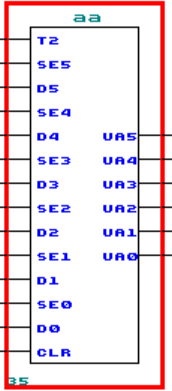 aa
T2
SE5
D5
SE4
D4 UA5
SE3 UA4
D3 UA3
SE2 UA2
D2 UA1
SE1 UA0
D1
SE0
D0
CLR
35